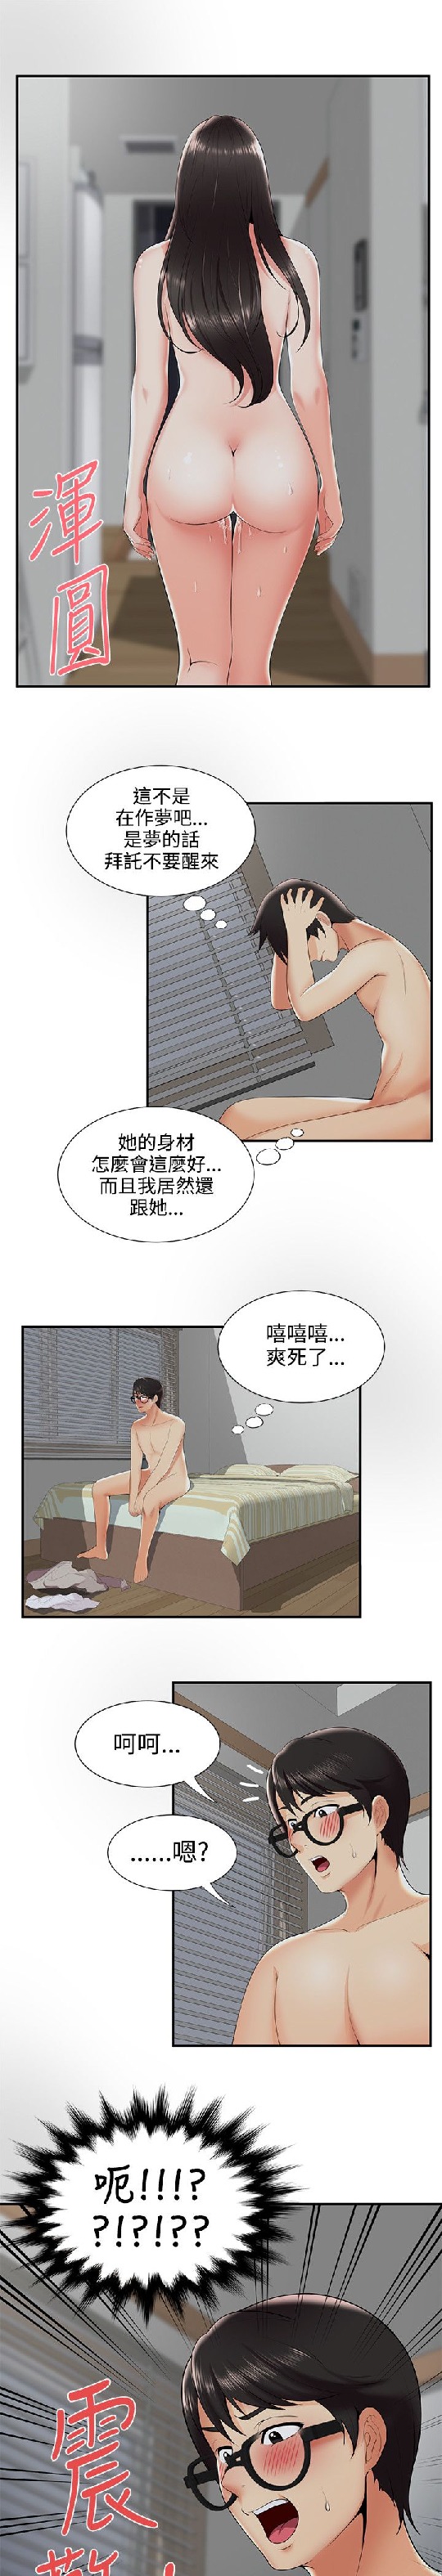 渾圓
這不是
在作夢吧...
是夢的話
拜託不要醒來
她的身材
怎麼會這麼好...
而且我居然還
跟她...
嘻嘻嘻...
爽死了...
呵呵...
......嗯?
呃!!!?
?!?!??
震